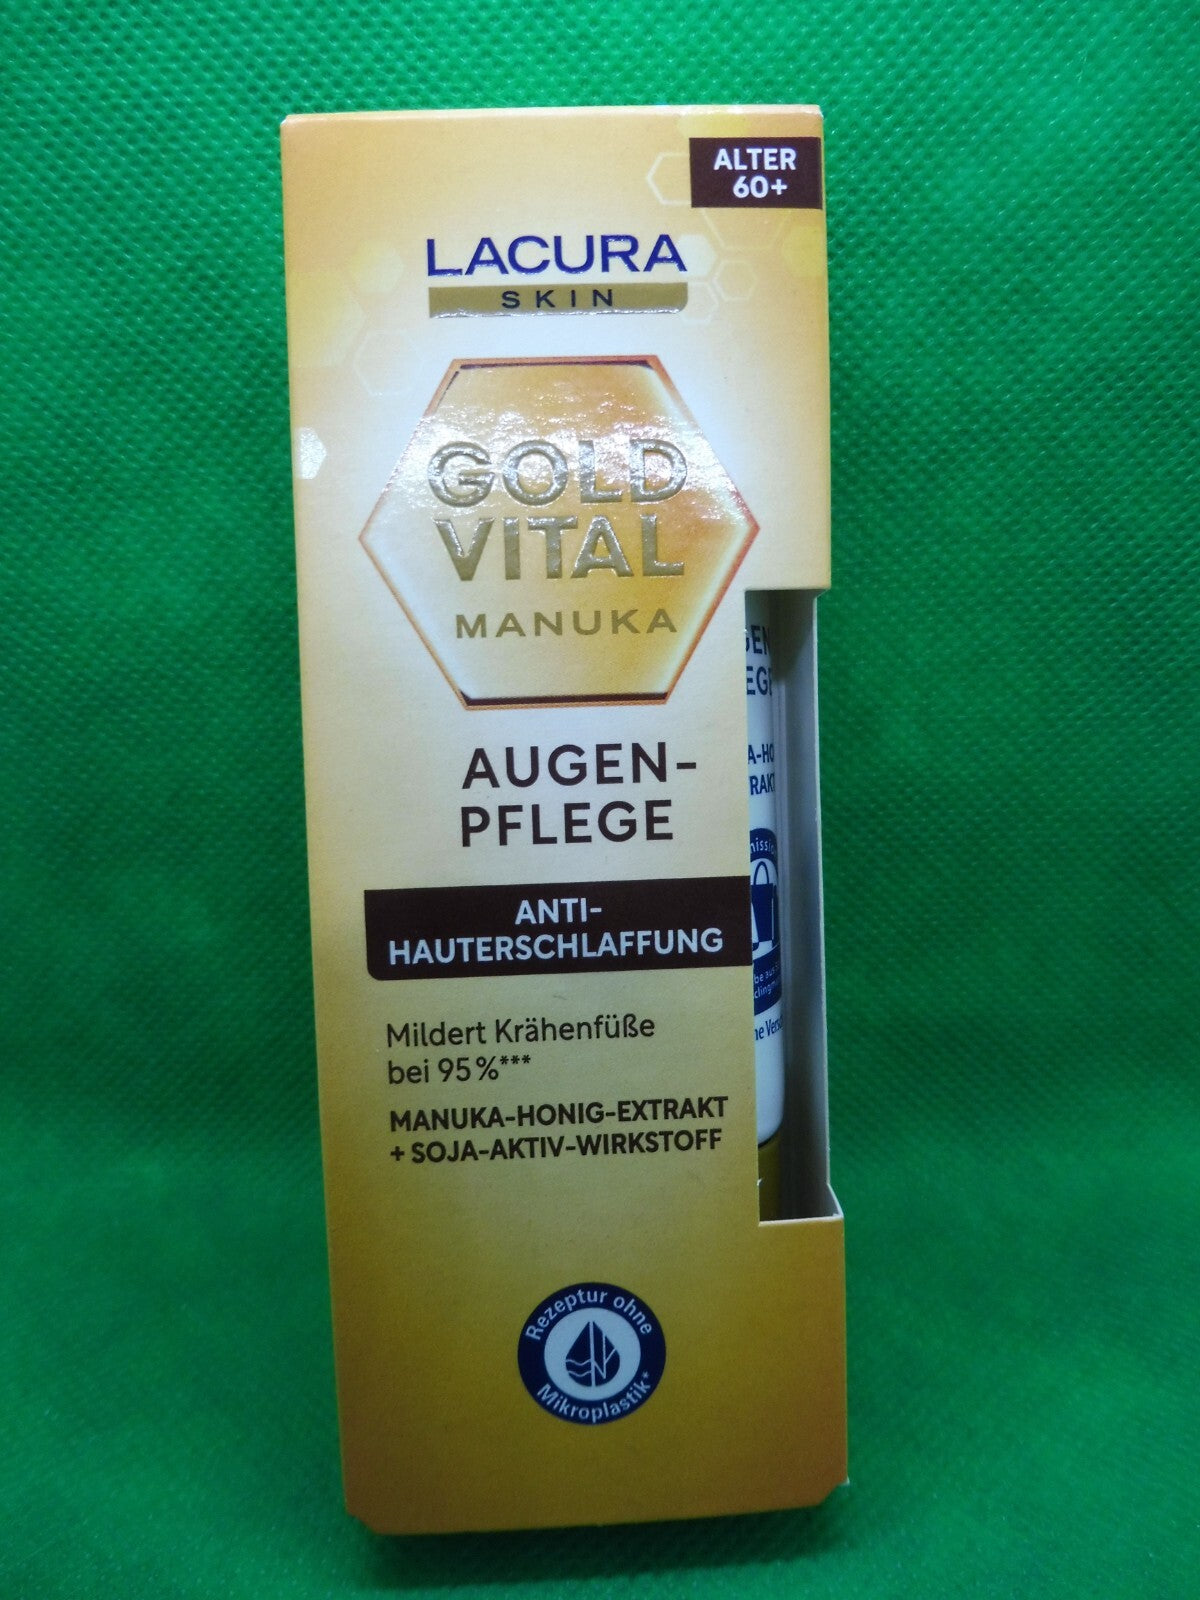 ALTER
60+
LACURA
SKIN
GOLD
VITAL
MANUKA
AUGEN-
PFLEGE
ANTI-
HAUTERSCHLAFFUNG
Mildert Krähenfüße
bei 95%***
MANUKA-HONIG-EXTRAKT
+ SOJA-AKTIV-WIRKSTOFF
Rezeptur ohne
Mikroplastik*